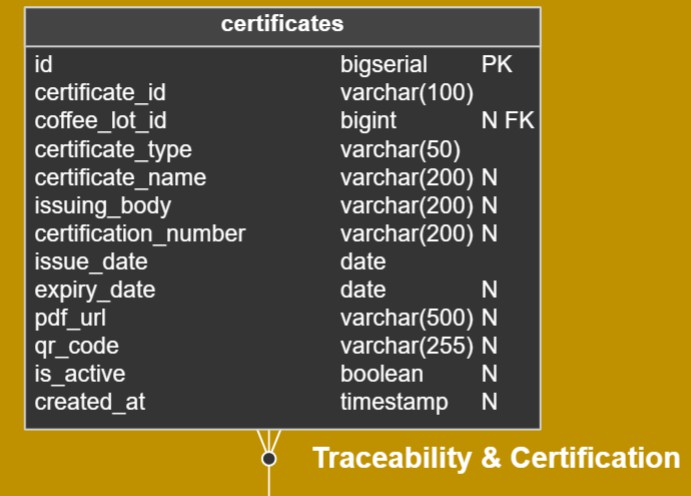 certificates
id bigserial PK
certificate_id varchar(100)
coffee_lot_id bigint N FK
certificate_type varchar(50)
certificate_name varchar(200) N
issuing_body varchar(200) N
certification_number varchar(200) N
issue_date date
expiry_date date N
pdf_url varchar(500) N
qr_code varchar(255) N
is_active boolean N
created_at timestamp N
Traceability & Certification